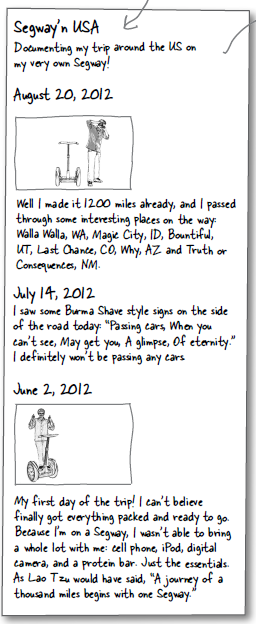 Segway'n USA
Documenting my trip around the US on
my very own Segway!
August 20, 2012
Well I made it 1200 miles already, and I passed
through some interesting places on the way:
Walla Walla, WA, Magic City, ID, Bountiful,
UT, Last Chance, CO, Why, AZ and Truth or
Consequences, NM.
July 14, 2012
I saw some Burma Shave style signs on the side
of the road today: "Passing cars, When you
can't see, May get you, A glimpse, Of eternity."
I definitely won't be passing any cars.
June 2, 2012
My first day of the trip! I can't believe
finally got everything packed and ready to go.
Because I'm on a Segway, I wasn't able to bring
a whole lot with me: cell phone, iPod, digital
camera, and a protein bar. Just the essentials.
As Lao Tzu would have said, "A journey of a
thousand miles begins with one Segway."